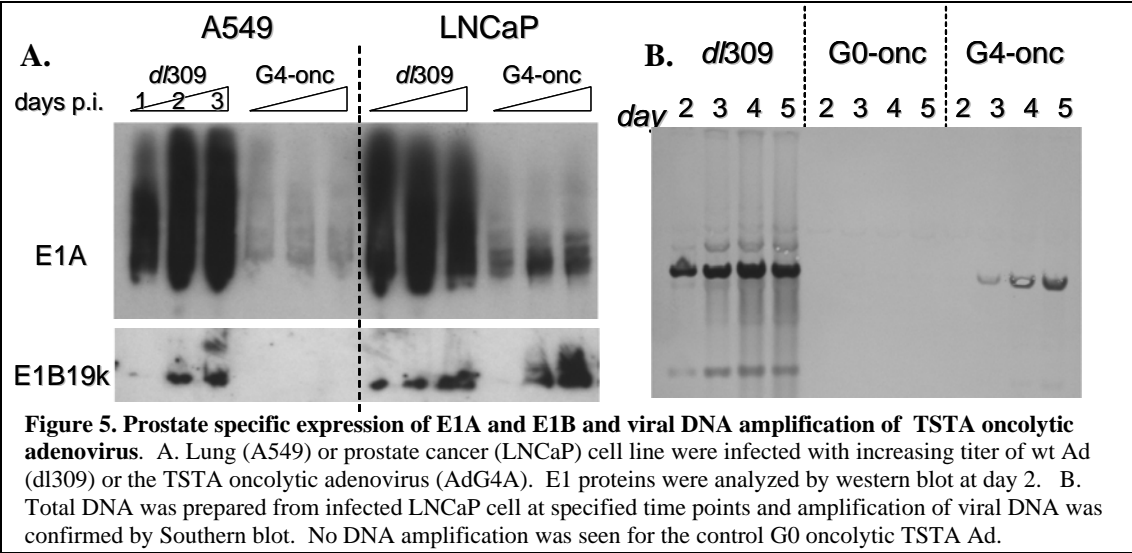 A549 LNCaP
A. dl309 G4-onc dl309 G4-onc
days p.i. 1 2 3
E1A
E1B19k
B. dl309 G0-onc G4-onc
day 2 3 4 5 2 3 4 5 2 3 4 5
Figure 5. Prostate specific expression of E1A and E1B and viral DNA amplification of TSTA oncolytic
adenovirus. A. Lung (A549) or prostate cancer (LNCaP) cell line were infected with increasing titer of wt Ad
(dl309) or the TSTA oncolytic adenovirus (AdG4A). E1 proteins were analyzed by western blot at day 2. B.
Total DNA was prepared from infected LNCaP cell at specified time points and amplification of viral DNA was
confirmed by Southern blot. No DNA amplification was seen for the control G0 oncolytic TSTA Ad.